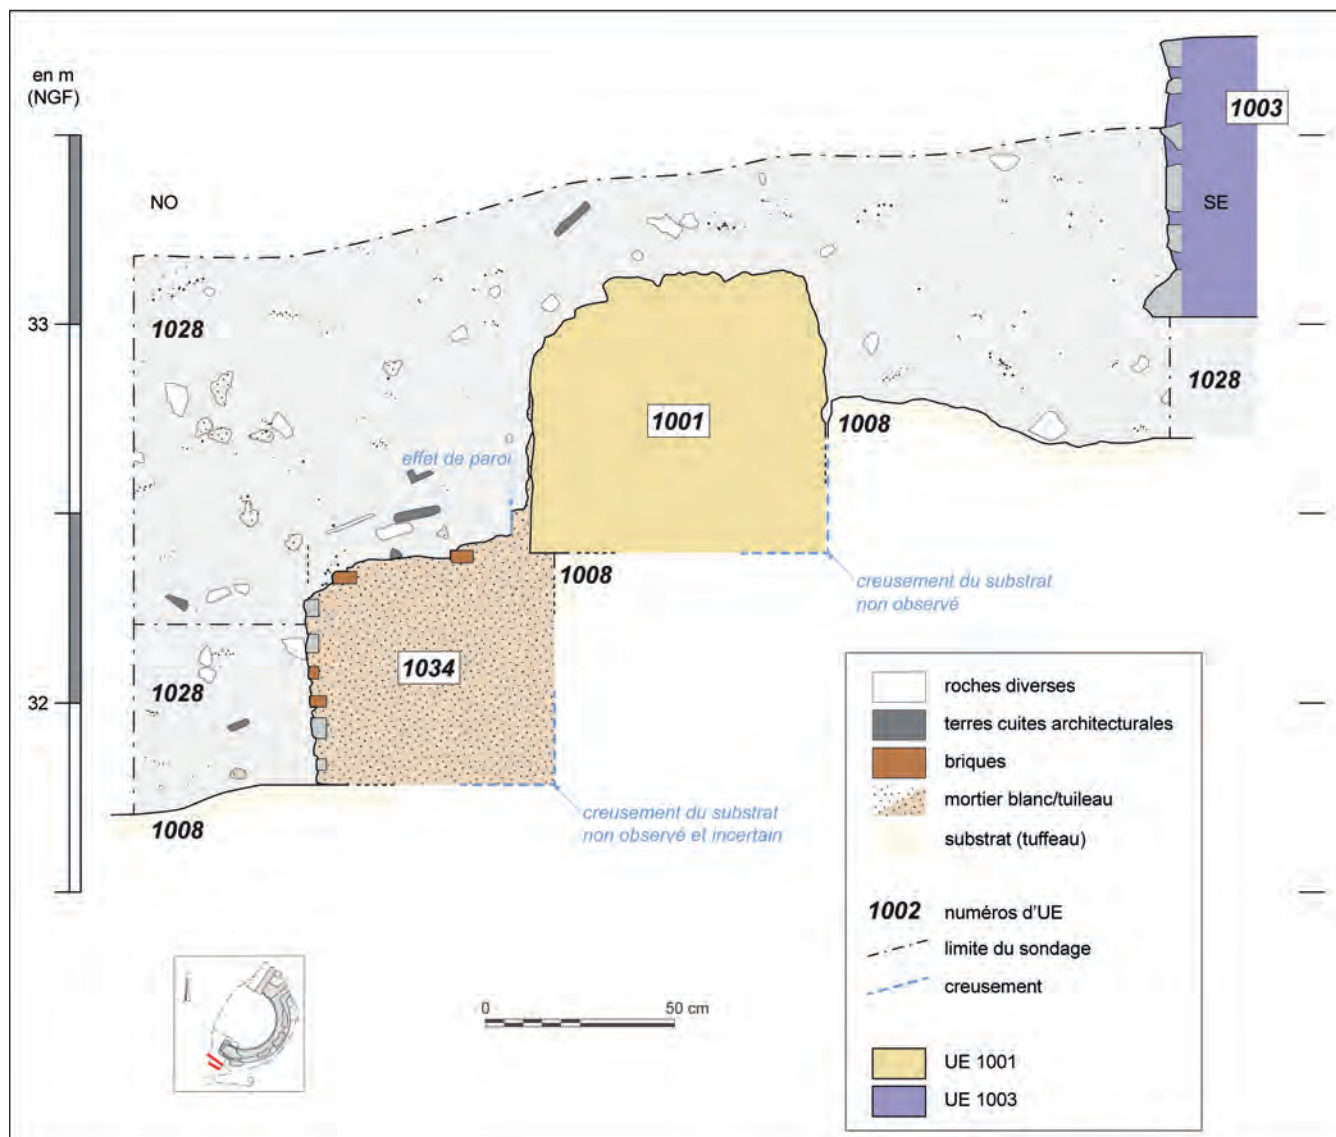 en m
(NGF)
1003
NO
SE
33
1028
1028
1001
1008
effet de paroi
1008
creusement du substrat
non observé
1034
32
1028
creusement du substrat
non observé et incertain
1008
roches diverses
terres cuites architecturales
briques
mortier blanc/tuileau
substrat (tuffeau)
1002 numéros d'UE
limite du sondage
creusement
0 50 cm
UE 1001
UE 1003